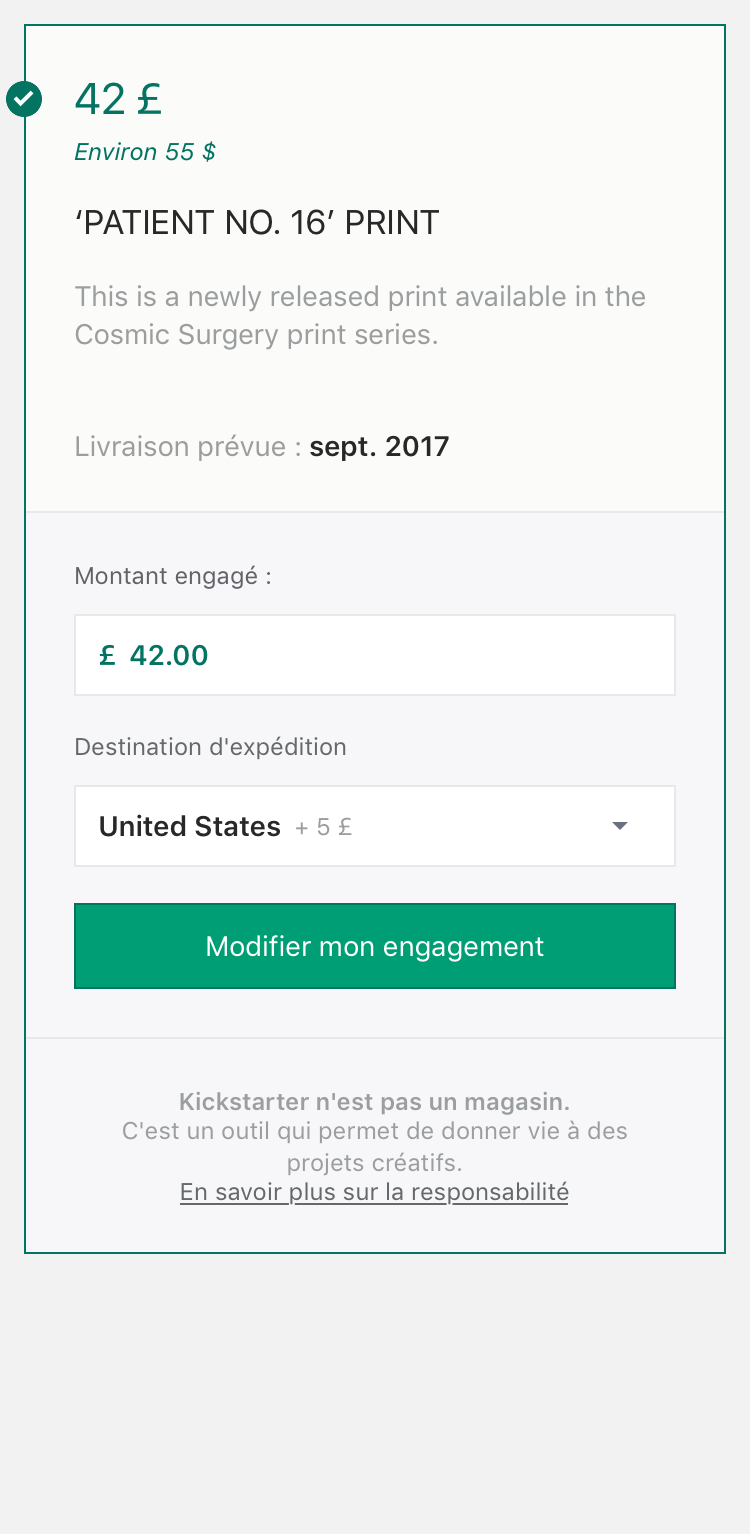 42 £
Environ 55 $
‘PATIENT NO. 16’ PRINT
This is a newly released print available in the
Cosmic Surgery print series.
Livraison prévue : sept. 2017
Montant engagé :
£ 42.00
Destination d'expédition
United States + 5 £
Modifier mon engagement
Kickstarter n'est pas un magasin.
C'est un outil qui permet de donner vie à des
projets créatifs.
En savoir plus sur la responsabilité